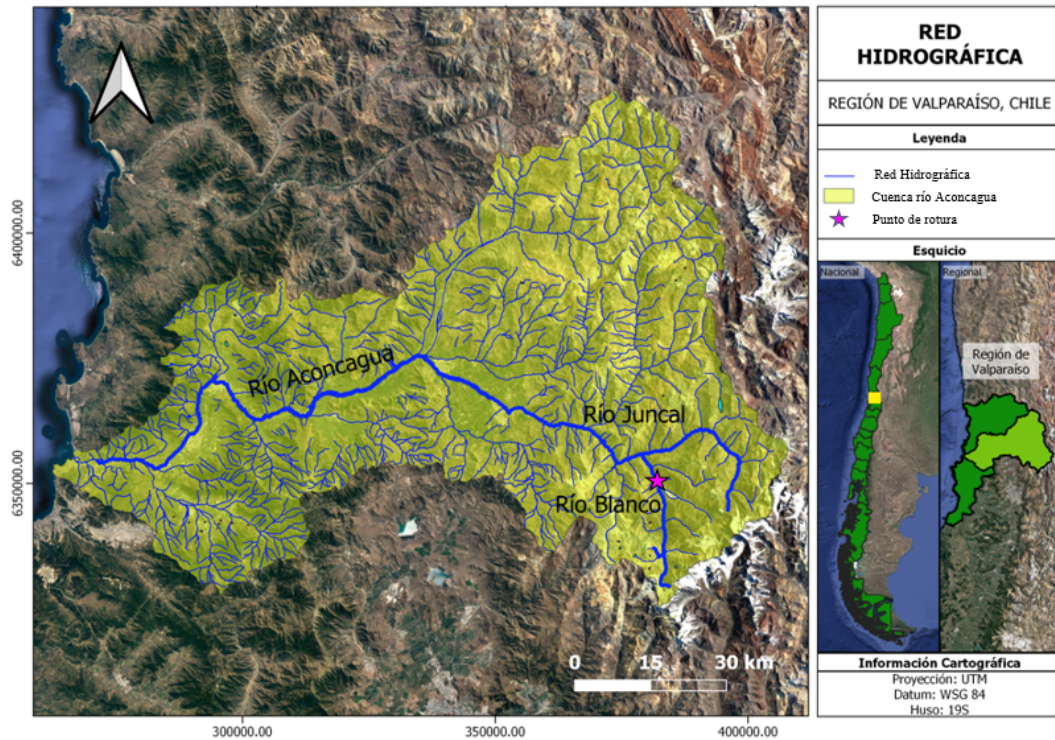 RED
HIDROGRÁFICA
REGIÓN DE VALPARAÍSO, CHILE
Leyenda
Red Hidrográfica
Cuenca río Aconcagua
Punto de rotura
Esquicio
Nacional
Regional
Región de
Valparaíso
Información Cartográfica
Proyección: UTM
Datum: WSG 84
Huso: 19S
Río Aconcagua
Río Juncal
Río Blanco
0 15 30 km
6400000.00
6350000.00
300000.00
350000.00
400000.00